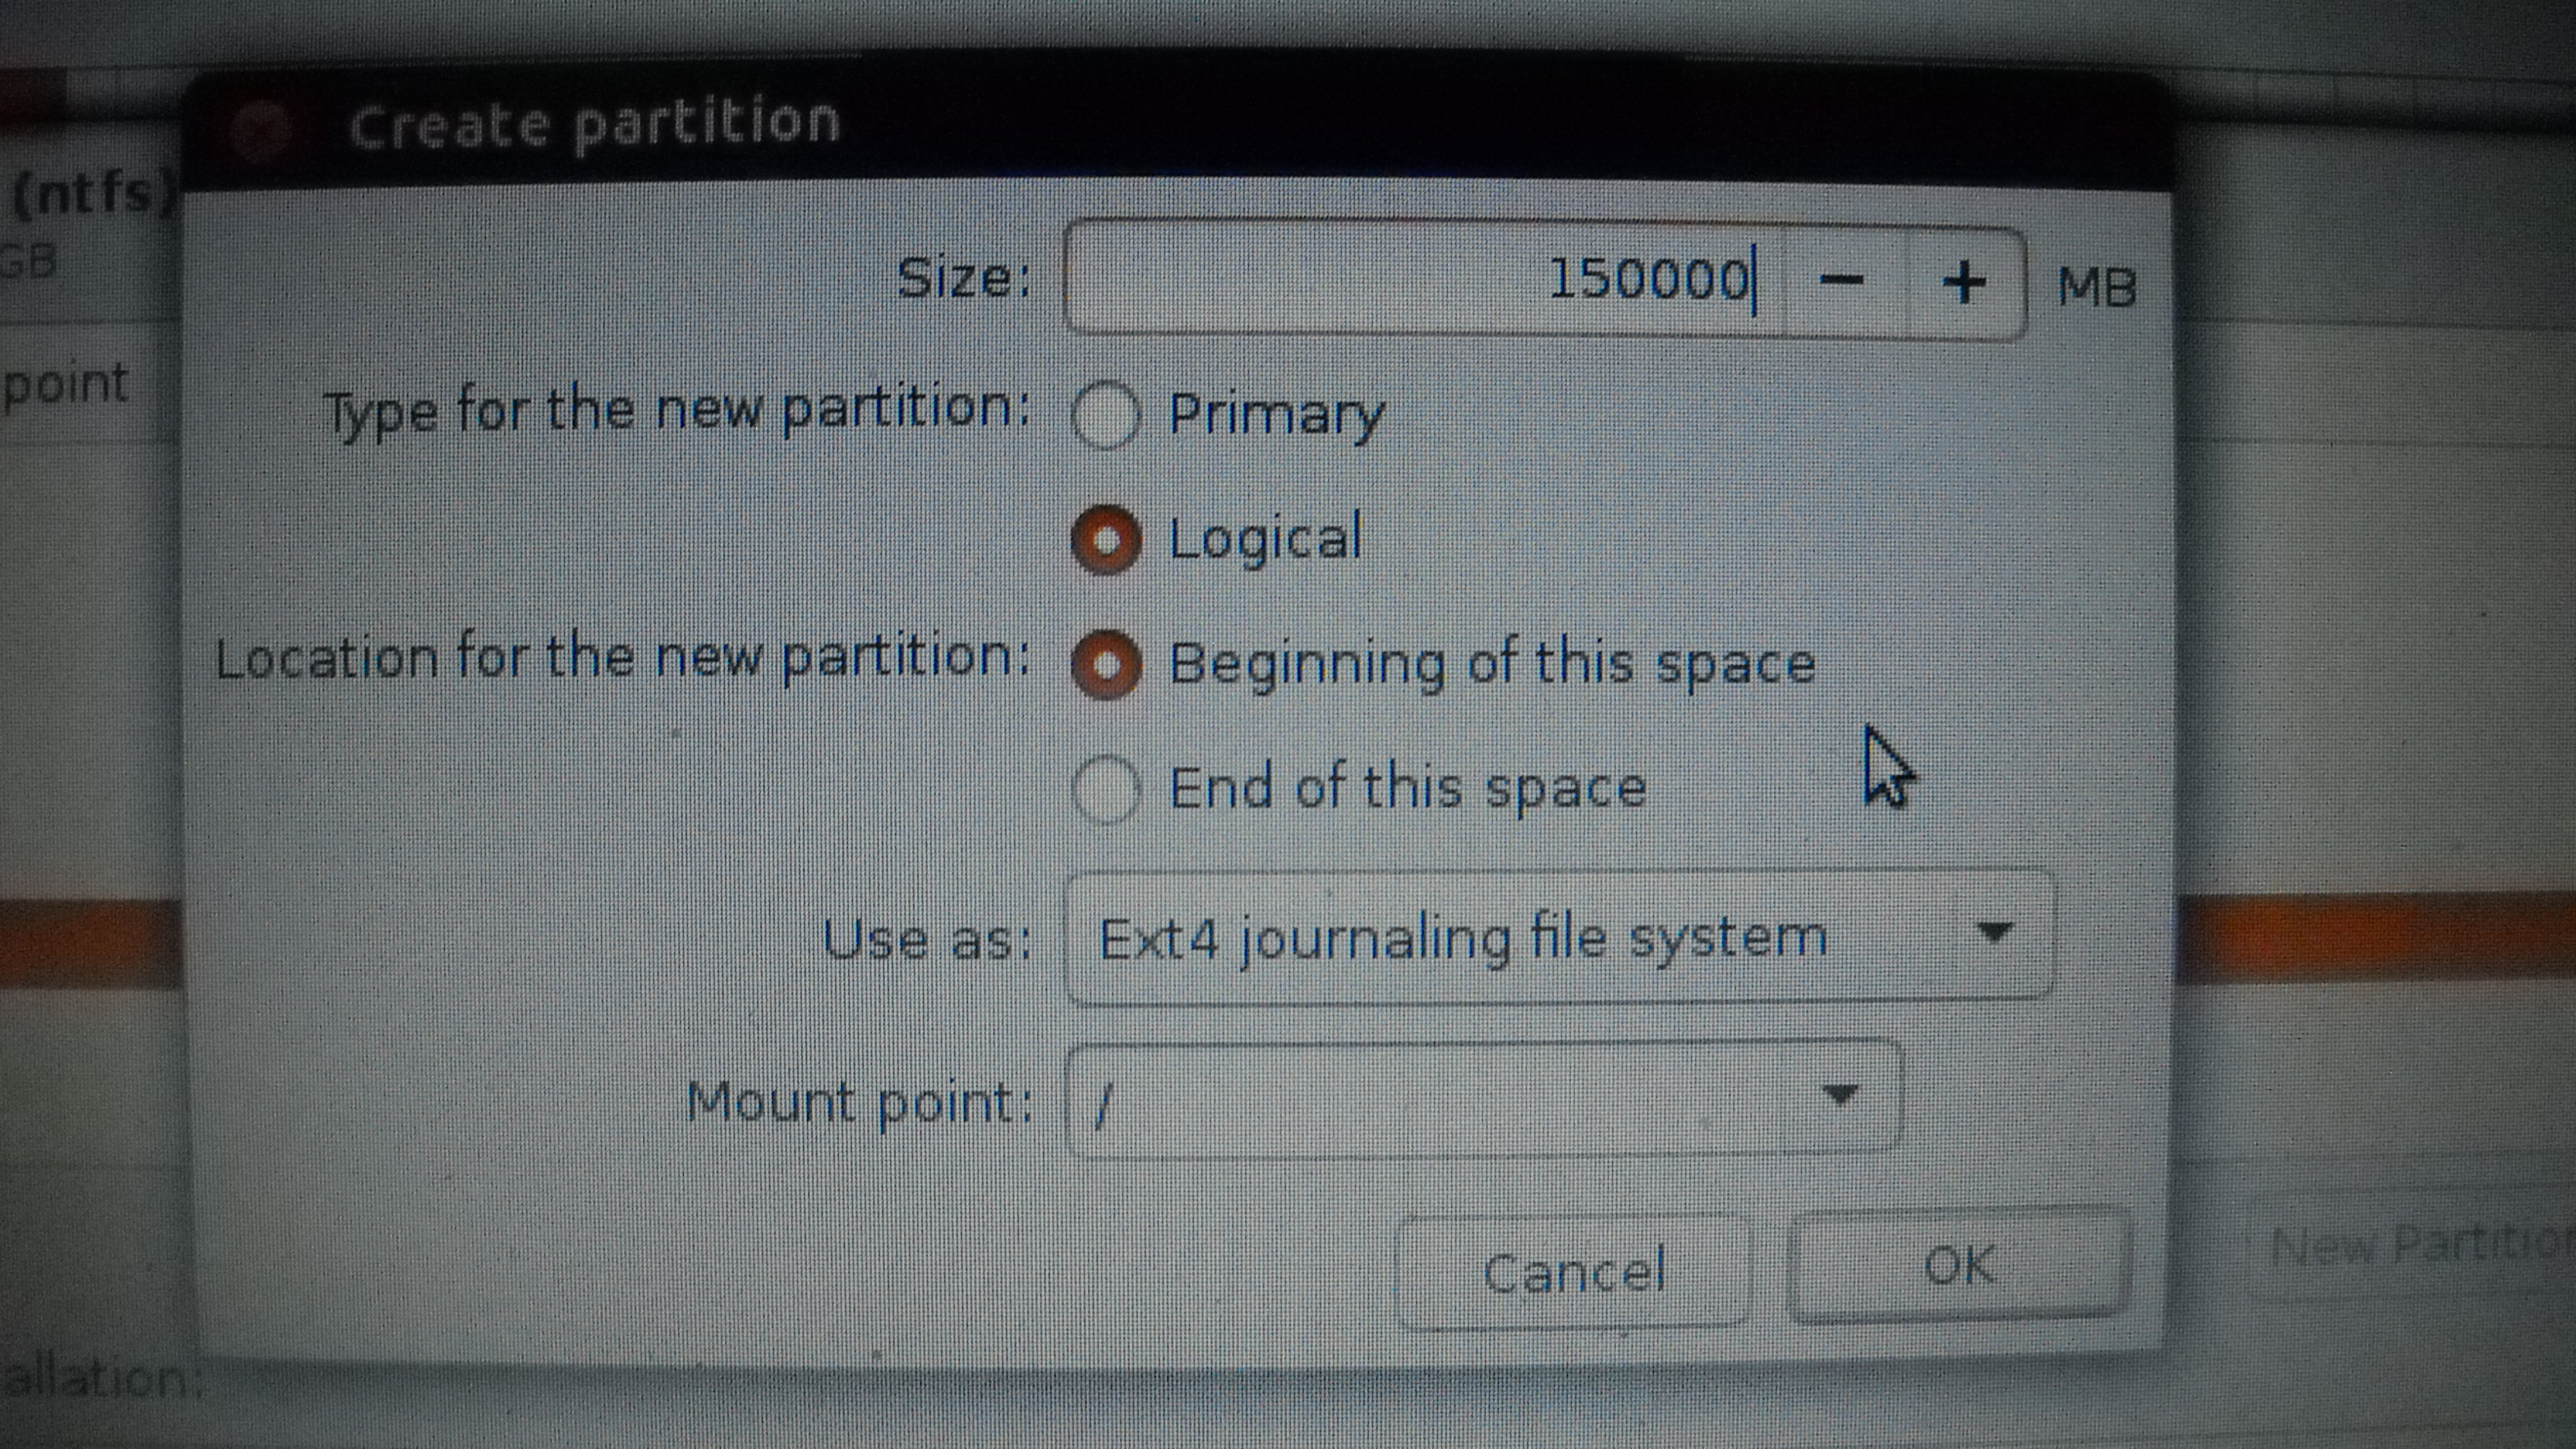 Create partition
(ntfs)
GB
point
Size: 150000 − + MB
Type for the new partition: Primary
Logical
Location for the new partition: Beginning of this space
End of this space
Use as: Ext4 journaling file system
Mount point: /
Cancel OK
New Partition
allation: